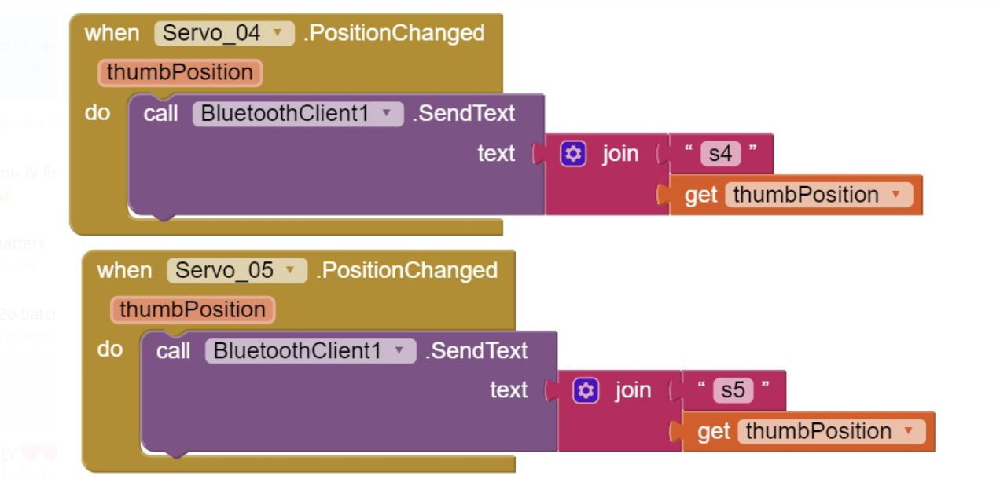 when Servo_04 .PositionChanged
thumbPosition
do call BluetoothClient1 .SendText
text join “ s4 ”
get thumbPosition
when Servo_05 .PositionChanged
thumbPosition
do call BluetoothClient1 .SendText
text join “ s5 ”
get thumbPosition